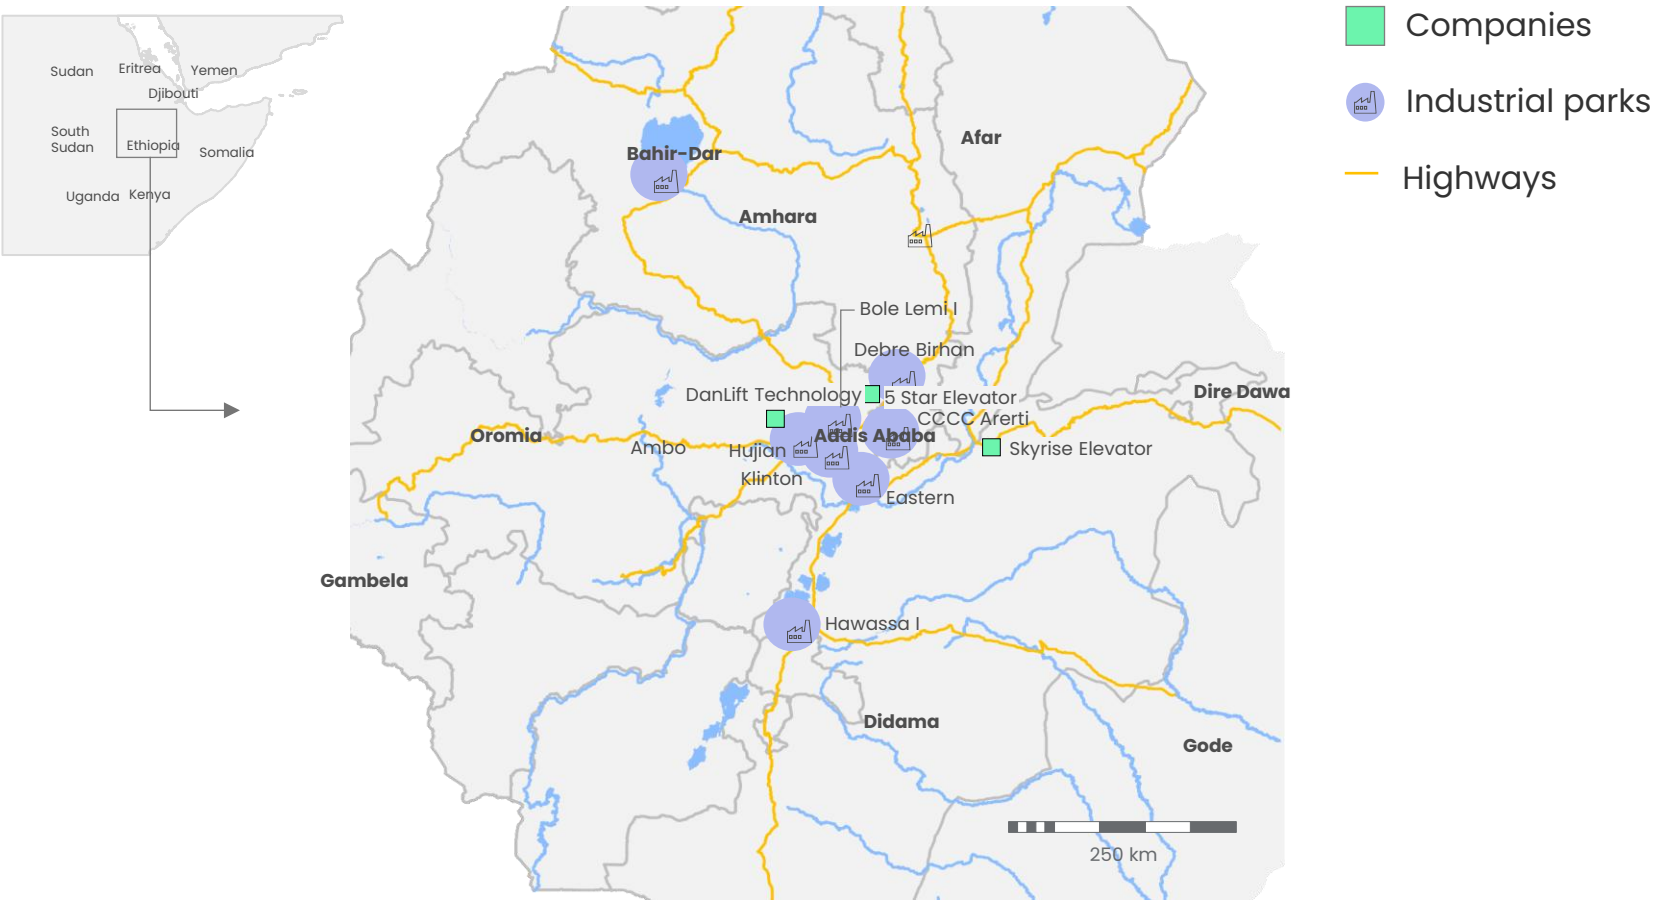 Sudan
Eritrea
Yemen
Djibouti
South
Sudan
Ethiopia
Somalia
Uganda
Kenya
Companies
Industrial parks
Highways
Afar
Bahir-Dar
Amhara
Bole Lemi I
Debre Birhan
DanLift Technology
5 Star Elevator
Dire Dawa
CCCC Arerti
Oromia
Addis Ababa
Ambo
Hujian
Skyrise Elevator
Klinton
Eastern
Gambela
Hawassa I
Didama
Gode
250 km